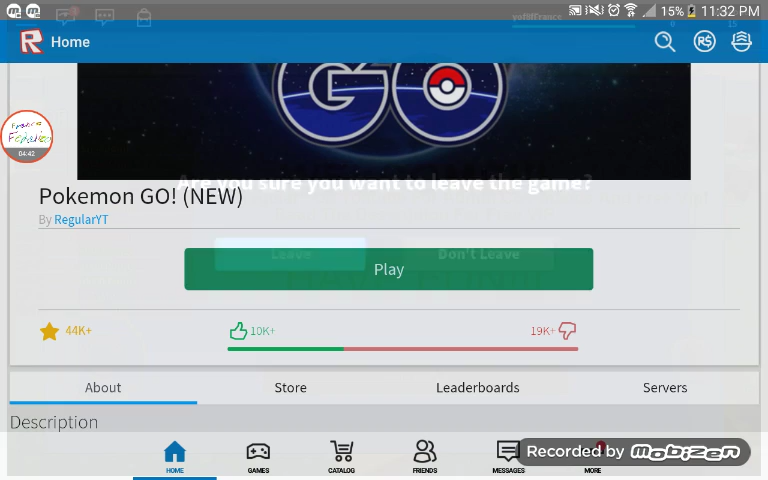 15% 11:32 PM
Home
R$
GO
04:42
Are you sure you want to leave the game?
Pokemon GO! (NEW)
By RegularYT
Leave
Don't Leave
Play
44K+
10K+
19K+
About
Store
Leaderboards
Servers
Description
HOME
GAMES
CATALOG
FRIENDS
MESSAGES
MORE
Recorded by mobizen